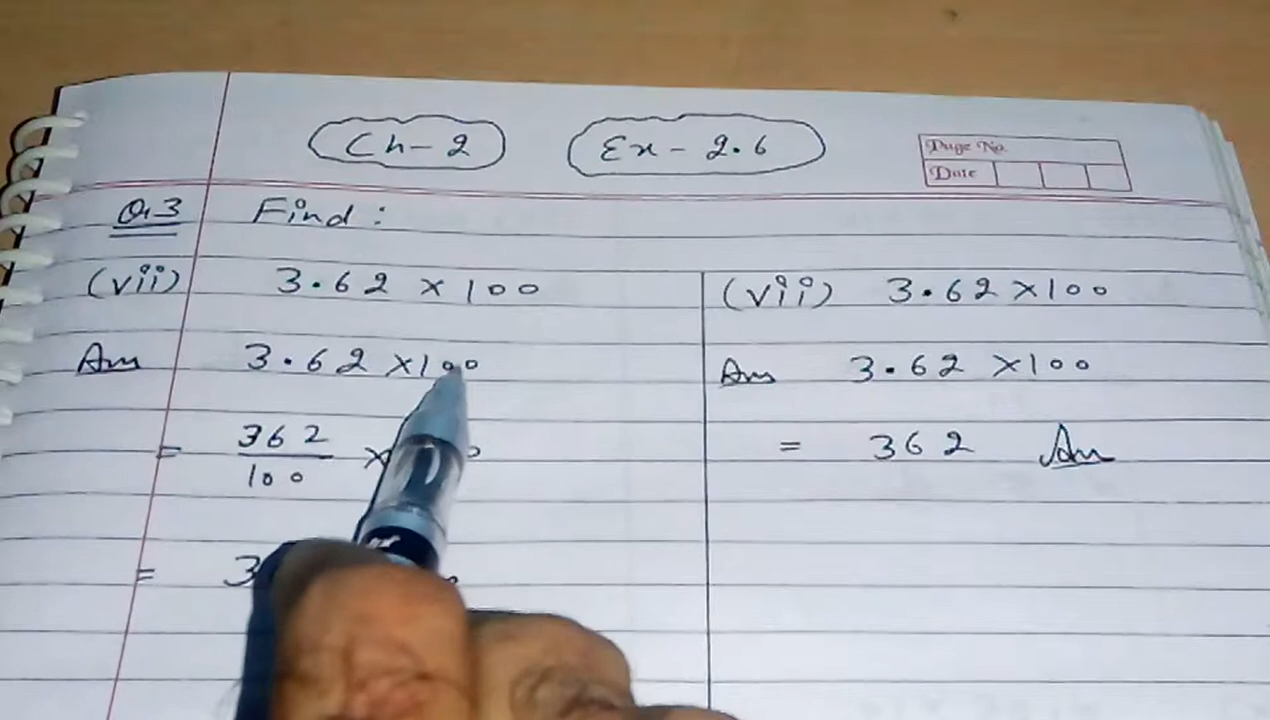 Ch-2 Ex-2.6
Page No.
Date
Q.3 Find:
(vii) 3.62 × 100
Ans 3.62 ×100
= 362/100 ×
= 3
(vii) 3.62 ×100
Ans 3.62 ×100
= 362 Ans